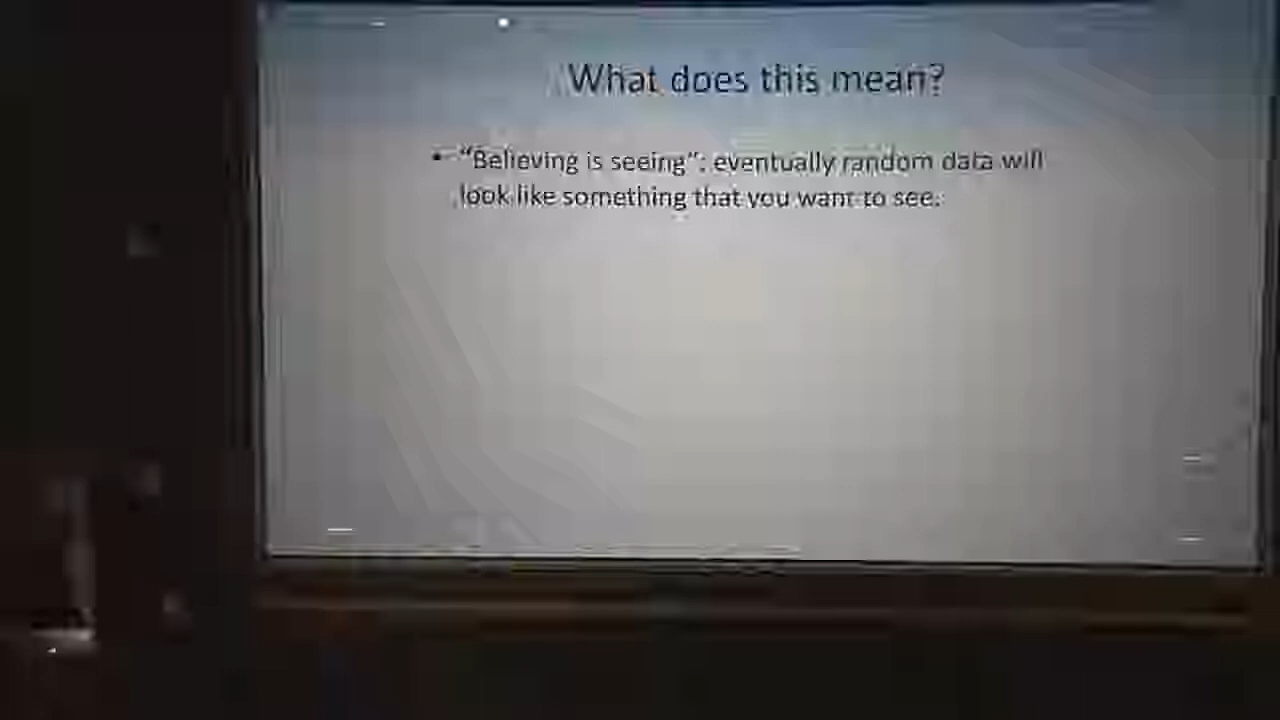 What does this mean?
• "Believing is seeing": eventually random data will
look like something that you want to see.